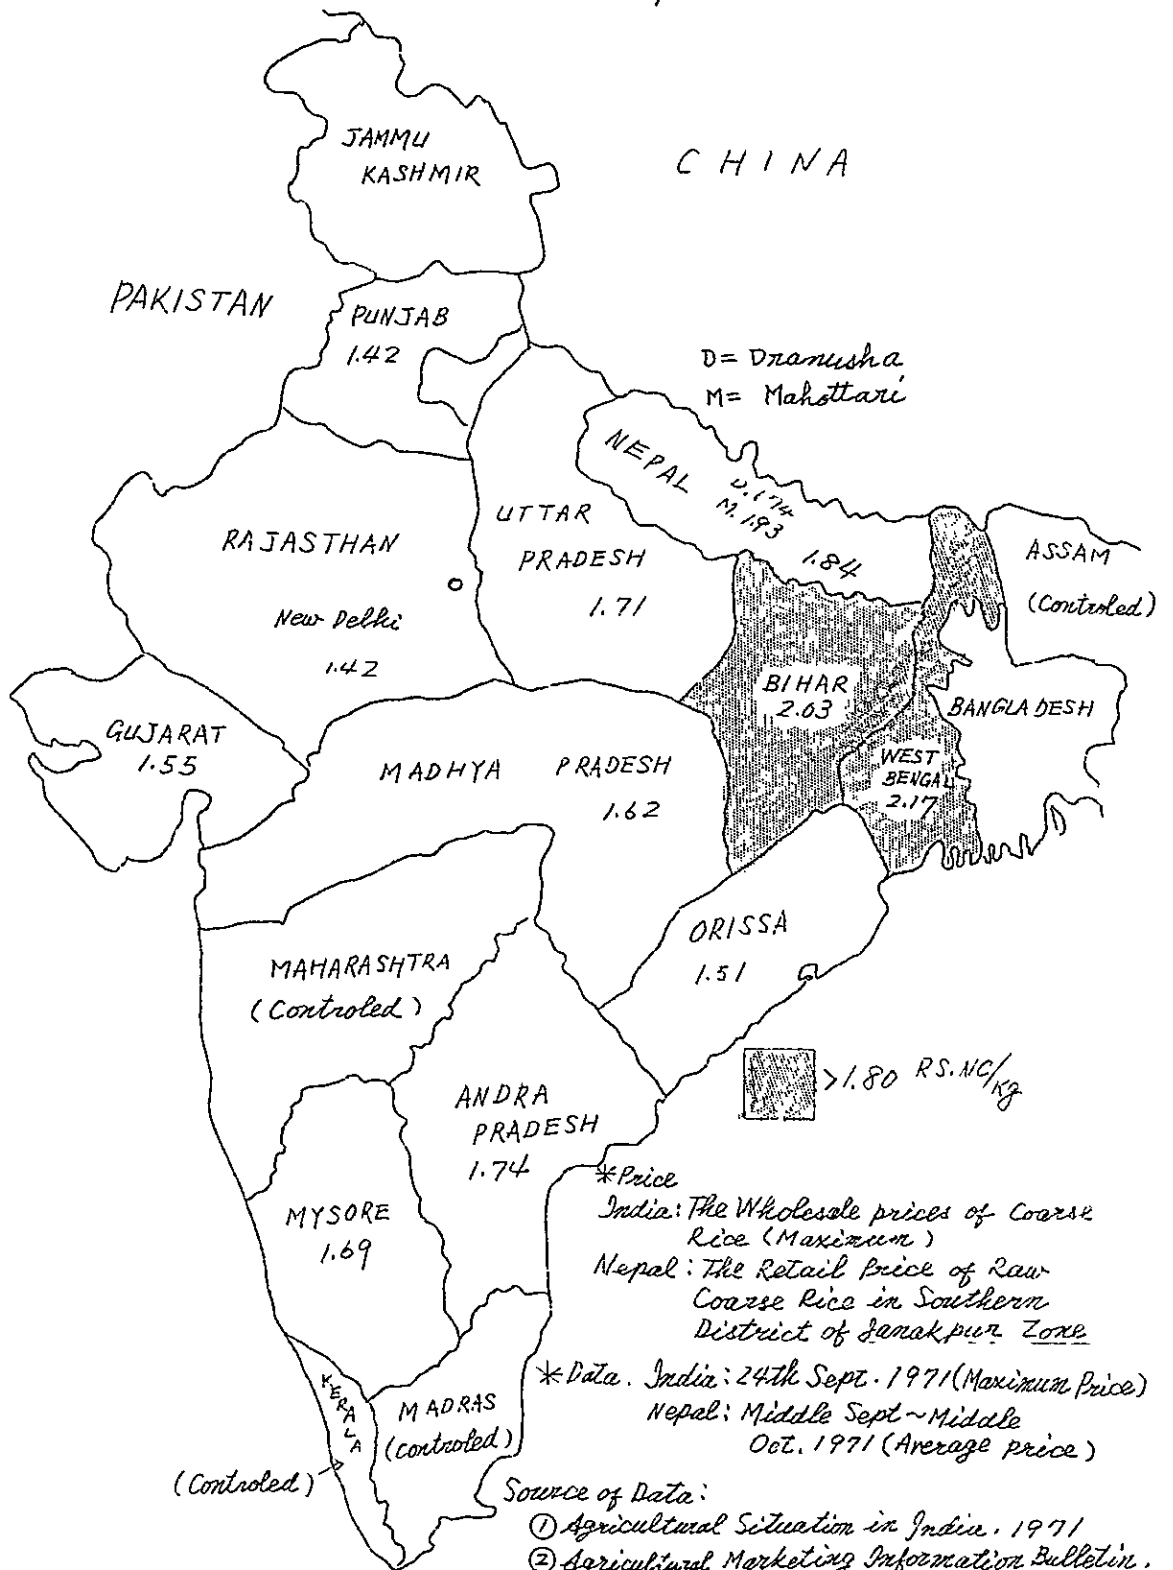 JAMMU
KASHMIR
CHINA
PAKISTAN
PUNJAB
1.42
D= Dranusha
M= Mahottari
NEPAL
D.174
M.1.93
1.84
UTTAR
PRADESH
1.71
RAJASTHAN
New Delhi
1.42
ASSAM
(Controled)
BIHAR
2.63
BANGLADESH
GUJARAT
1.55
MADHYA PRADESH
1.62
WEST
BENGAL
2.17
ORISSA
1.51
MAHARASHTRA
(Controled)
>1.80 RS.NC/kg
ANDRA
PRADESH
1.74
MYSORE
1.69
*Price
India: The Wholesale prices of Coarse
Rice (Maximum)
Nepal: The Retail Price of Raw
Coarse Rice in Southern
District of Janakpur Zone
*Data. India: 24th Sept. 1971 (Maximum Price)
Nepal: Middle Sept ~ Middle
Oct. 1971 (Average price)
KERALA
(Controled)
MADRAS
(Controled)
Source of Data:
① Agricultural Situation in India. 1971
② Agricultural Marketing Information Bulletin.